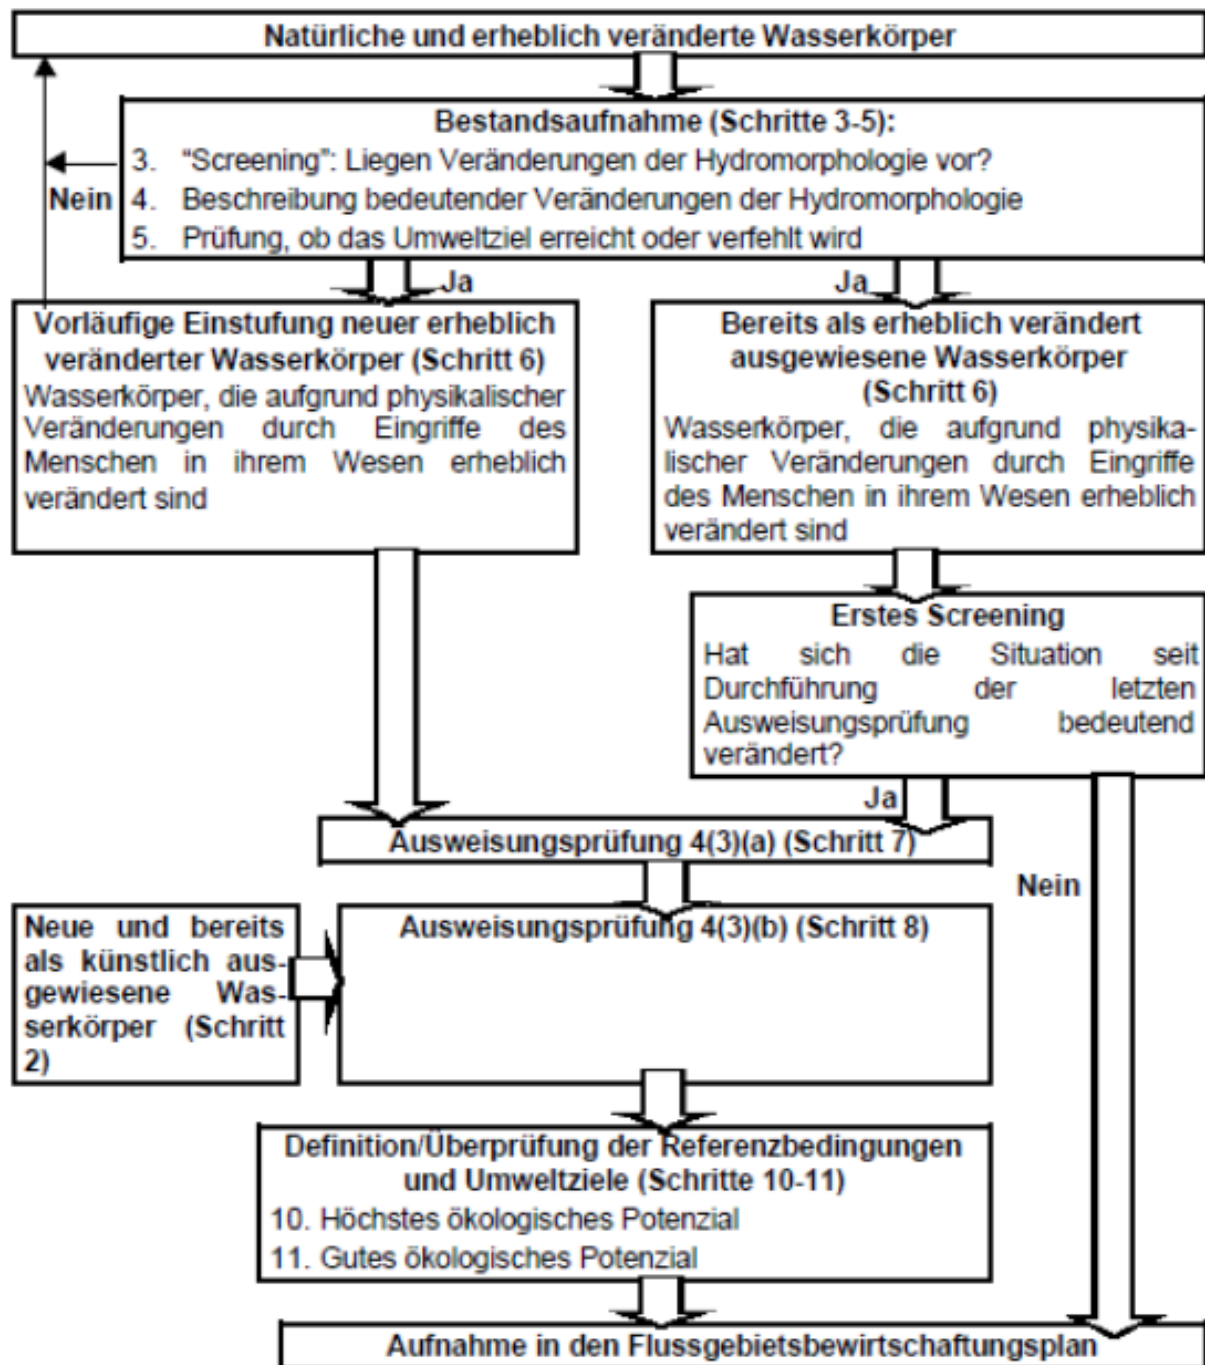 Natürliche und erheblich veränderte Wasserkörper
Bestandsaufnahme (Schritte 3-5):
3. “Screening”: Liegen Veränderungen der Hydromorphologie vor?
Nein
4. Beschreibung bedeutender Veränderungen der Hydromorphologie
5. Prüfung, ob das Umweltziel erreicht oder verfehlt wird
Ja
Ja
Vorläufige Einstufung neuer erheblich
veränderter Wasserkörper (Schritt 6)
Wasserkörper, die aufgrund physikalischer
Veränderungen durch Eingriffe des
Menschen in ihrem Wesen erheblich
verändert sind
Bereits als erheblich verändert
ausgewiesene Wasserkörper
(Schritt 6)
Wasserkörper, die aufgrund physika-
lischer Veränderungen durch Eingriffe
des Menschen in ihrem Wesen erheblich
verändert sind
Erstes Screening
Hat sich die Situation seit
Durchführung der letzten
Ausweisungsprüfung bedeutend
verändert?
Ja
Ausweisungsprüfung 4(3)(a) (Schritt 7)
Nein
Neue und bereits
als künstlich aus-
gewiesene Was-
serkörper (Schritt
2)
Ausweisungsprüfung 4(3)(b) (Schritt 8)
Definition/Überprüfung der Referenzbedingungen
und Umweltziele (Schritte 10-11)
10. Höchstes ökologisches Potenzial
11. Gutes ökologisches Potenzial
Aufnahme in den Flussgebietsbewirtschaftungsplan